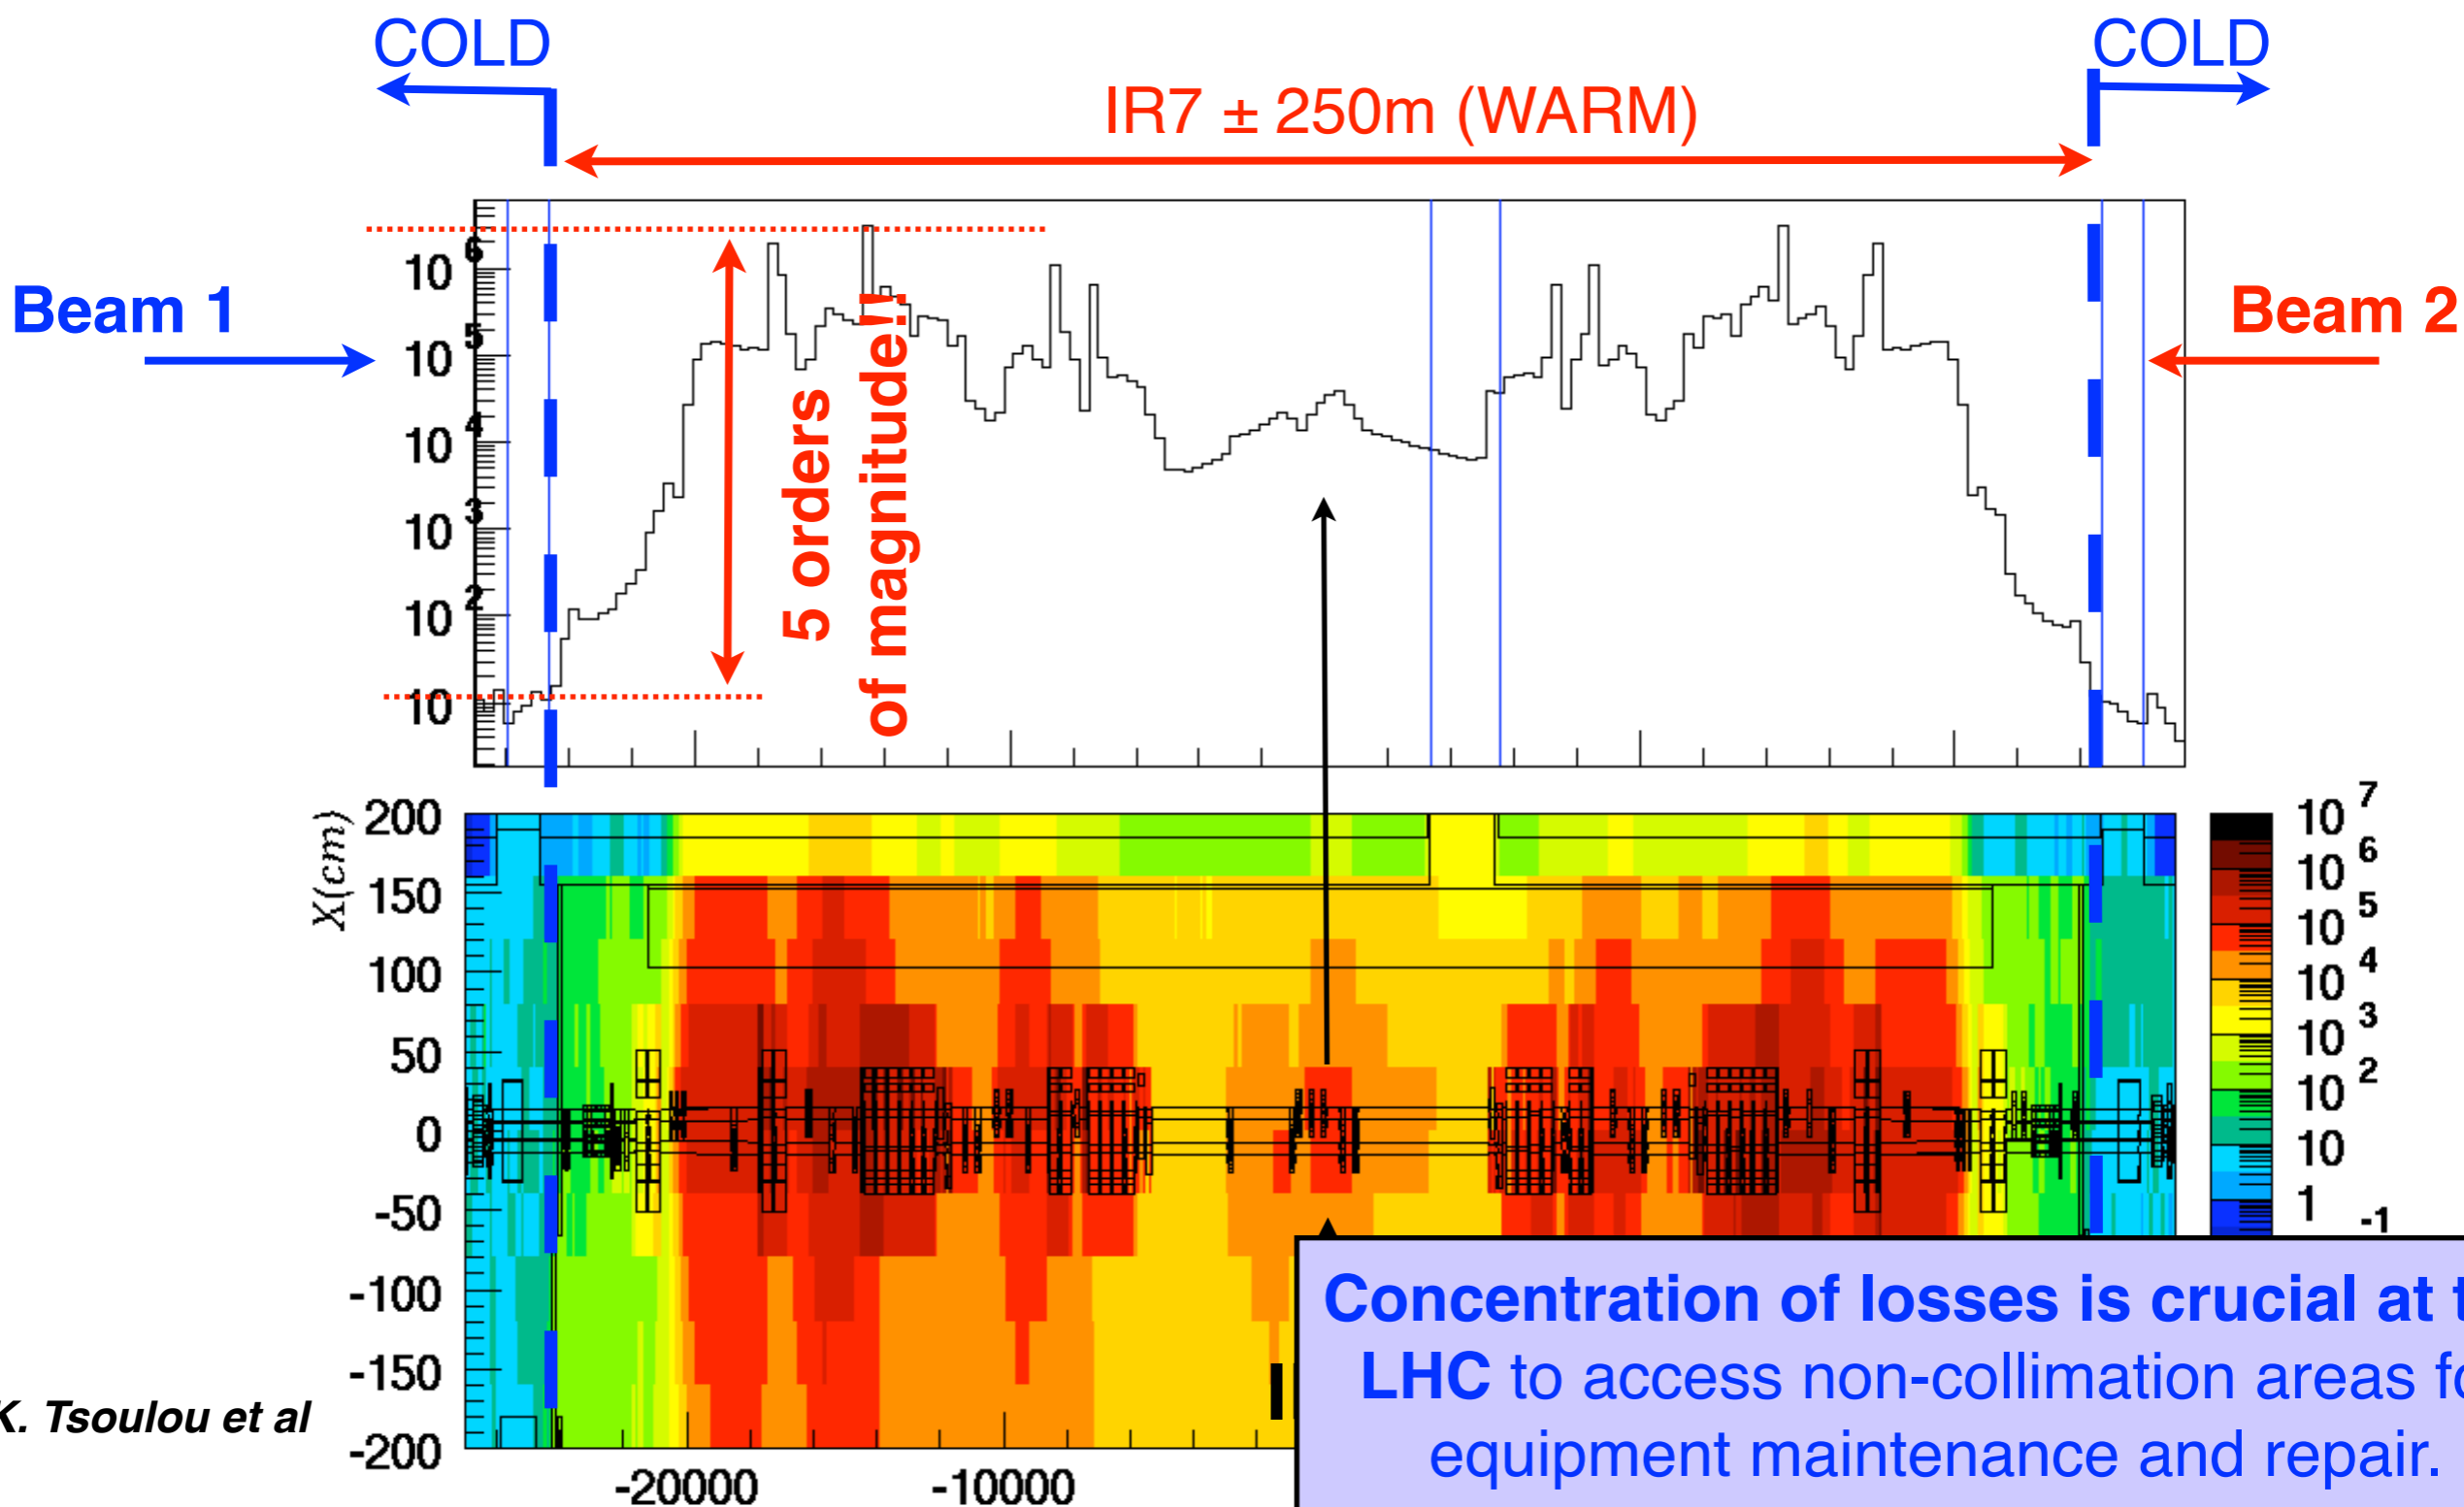 COLD
COLD
IR7 ± 250m (WARM)
Beam 1
Beam 2
10 6
10 5
10 4
10 3
10 2
10
5 orders
of magnitude!!
X(cm)
200
150
100
50
0
-50
-100
-150
-200
-20000
-10000
10 7
10 6
10 5
10 4
10 3
10 2
10
1
-1
Concentration of losses is crucial at
LHC to access non-collimation areas
equipment maintenance and repair.
K. Tsoulou et al